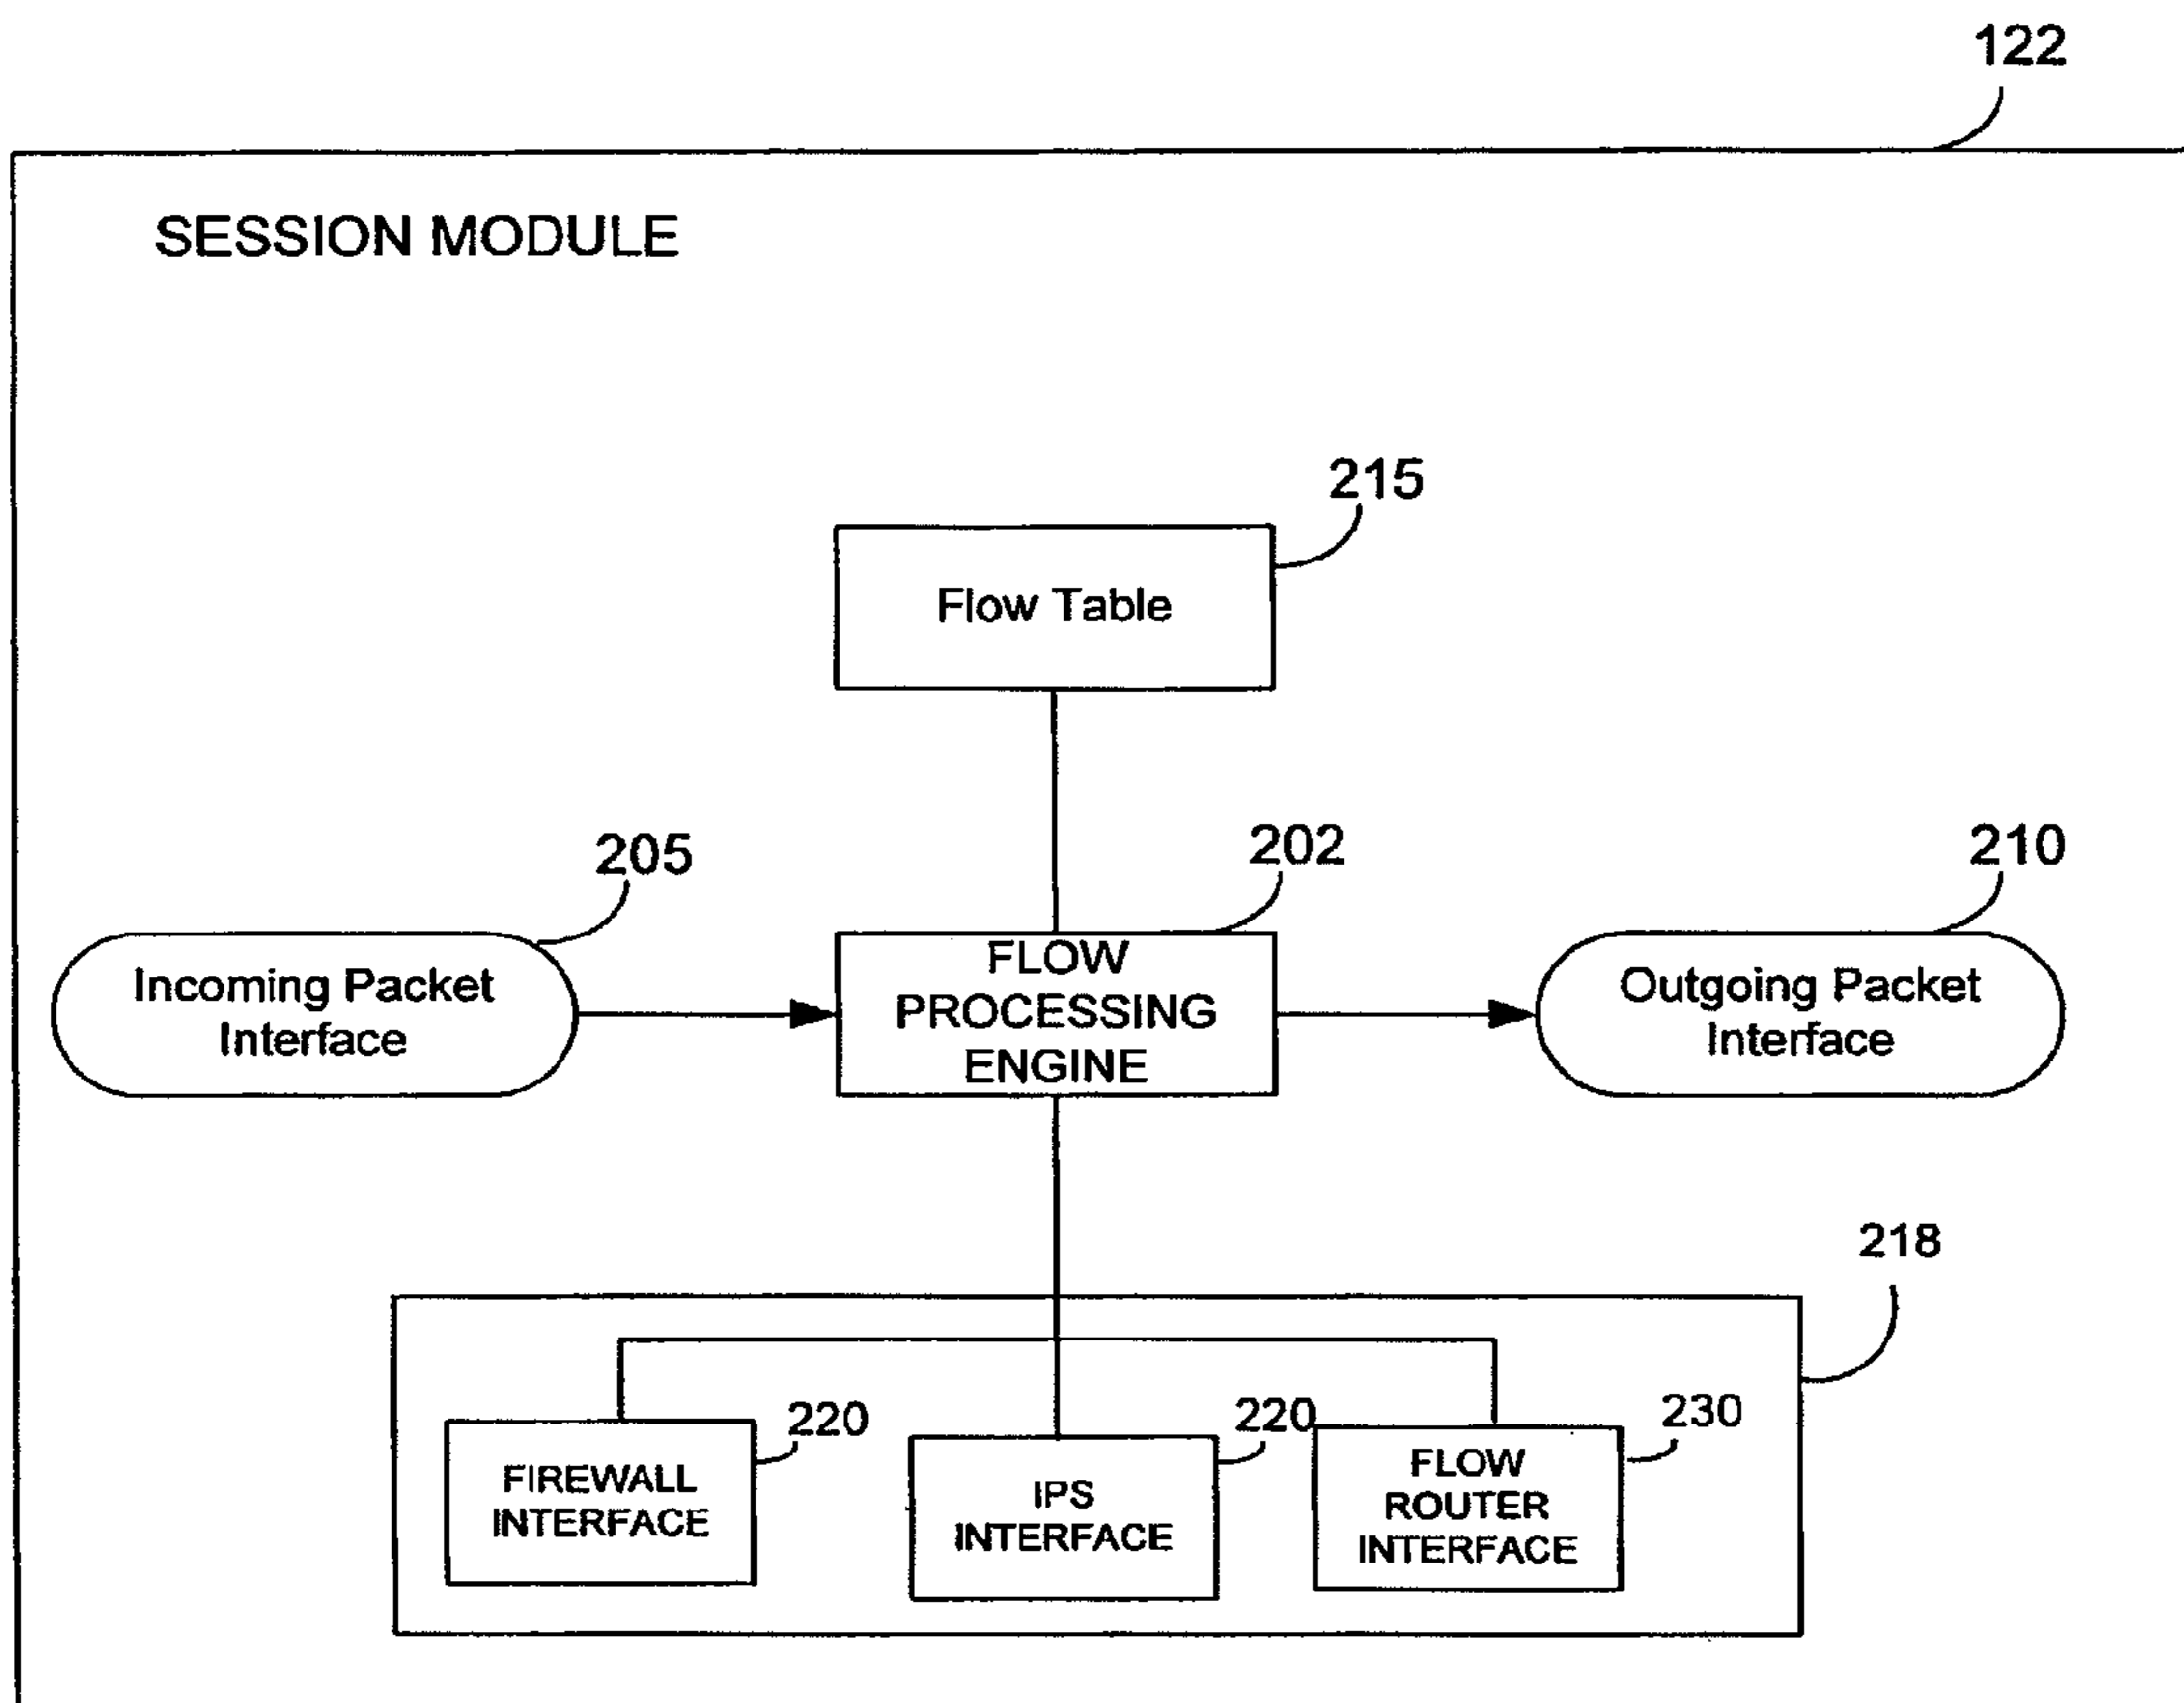 122
SESSION MODULE
215
Flow Table
205
202
210
Incoming Packet
Interface
FLOW
PROCESSING
ENGINE
Outgoing Packet
Interface
218
220
220
230
FIREWALL
INTERFACE
IPS
INTERFACE
FLOW
ROUTER
INTERFACE